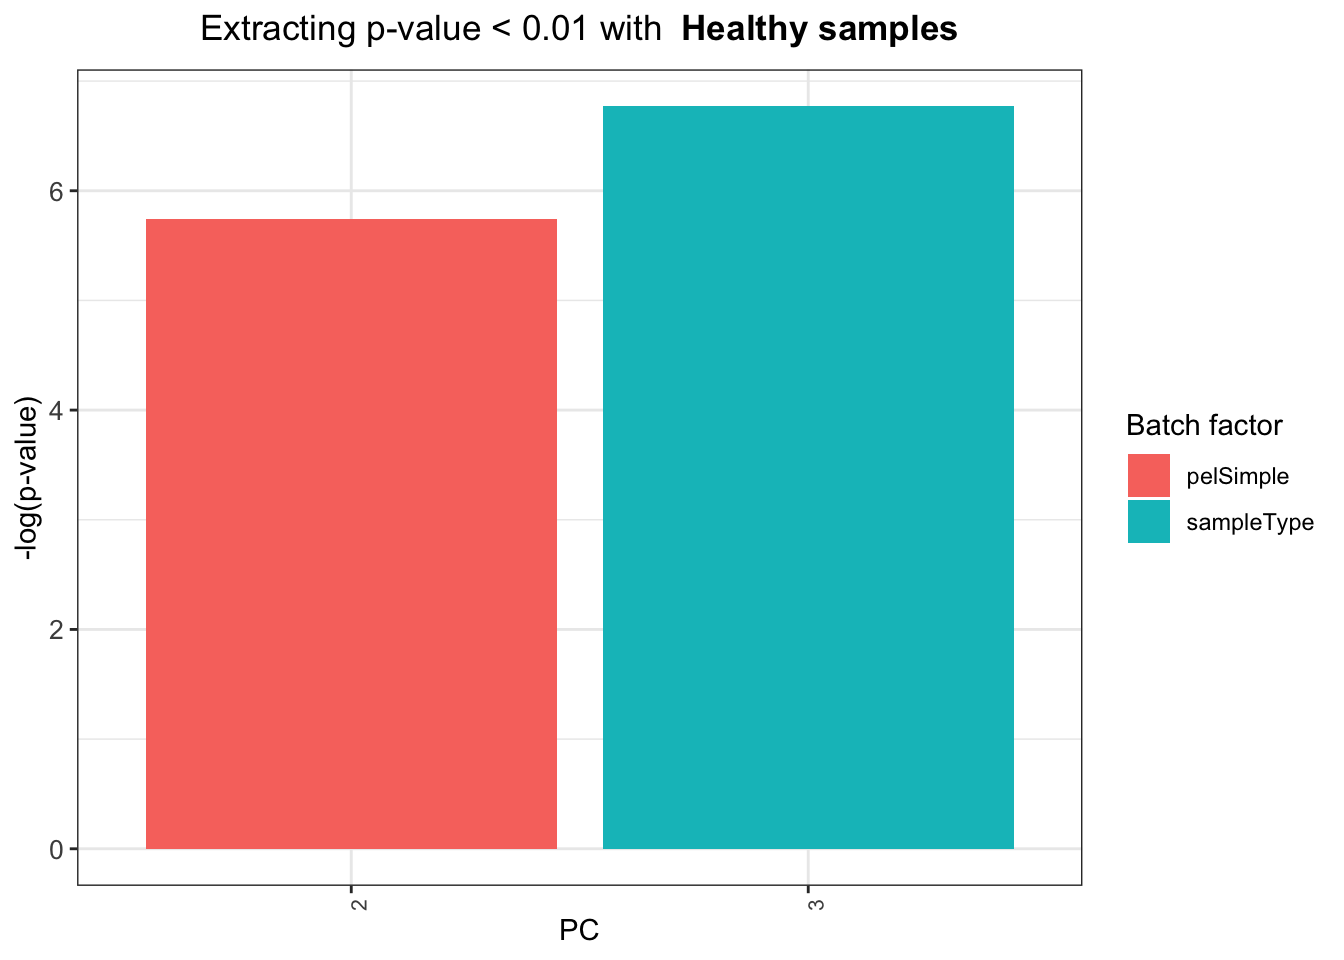 Extracting p-value < 0.01 with  Healthy samples
6
4
2
0
-log(p-value)
2
3
PC
Batch factor
pelSimple
sampleType